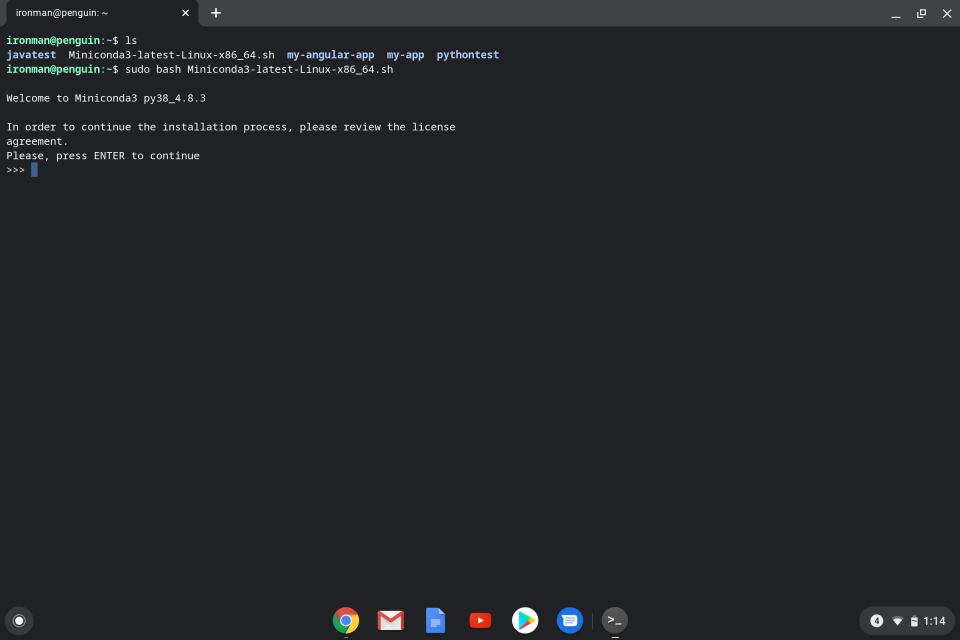 ironman@penguin: ~
ironman@penguin:~$ ls
javatest  Miniconda3-latest-Linux-x86_64.sh  my-angular-app  my-app  pythontest
ironman@penguin:~$ sudo bash Miniconda3-latest-Linux-x86_64.sh
Welcome to Miniconda3 py38_4.8.3
In order to continue the installation process, please review the license
agreement.
Please, press ENTER to continue
>>>
>_
4 1:14